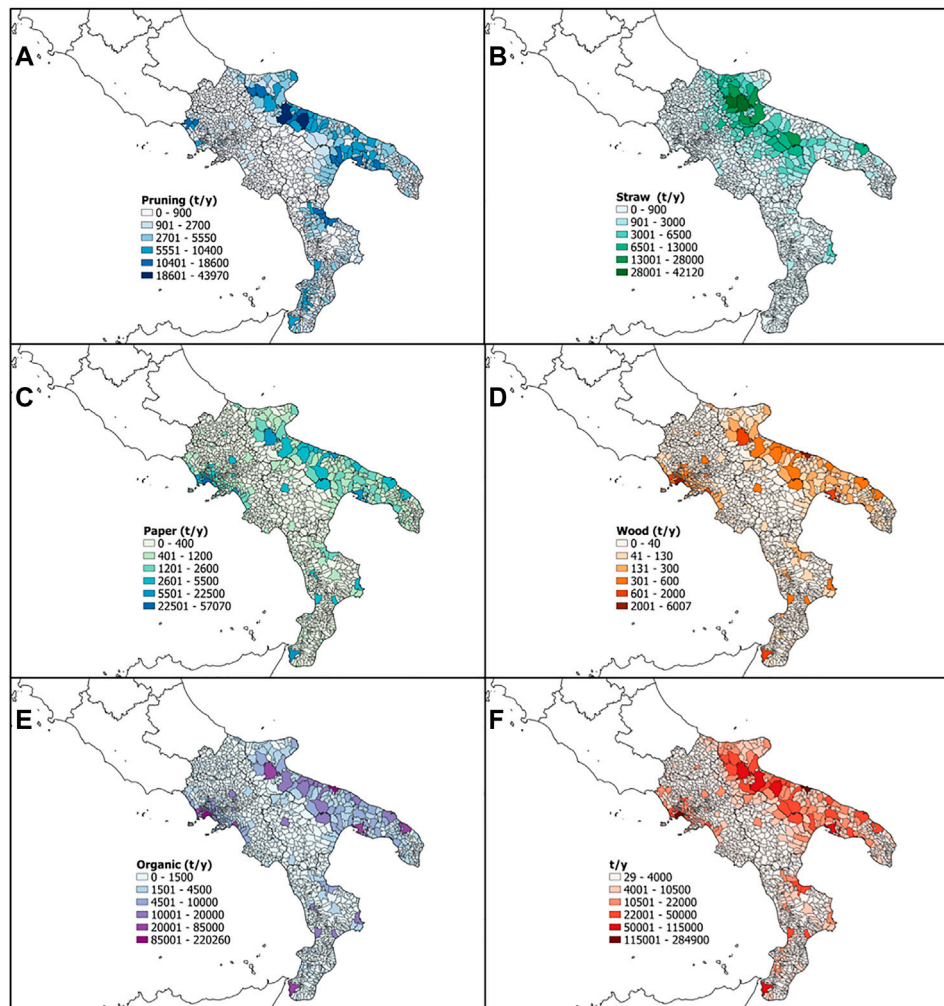 A
Pruning (t/y)
0 - 900
901 - 2700
2701 - 5550
5551 - 10400
10401 - 18600
18601 - 43970
B
Straw (t/y)
0 - 900
901 - 3000
3001 - 6500
6501 - 13000
13001 - 28000
28001 - 42120
C
Paper (t/y)
0 - 400
401 - 1200
1201 - 2600
2601 - 5500
5501 - 22500
22501 - 57070
D
Wood (t/y)
0 - 40
41 - 130
131 - 300
301 - 600
601 - 2000
2001 - 6007
E
Organic (t/y)
0 - 1500
1501 - 4500
4501 - 10000
10001 - 20000
20001 - 85000
85001 - 220260
F
t/y
29 - 4000
4001 - 10500
10501 - 22000
22001 - 50000
50001 - 115000
115001 - 284900